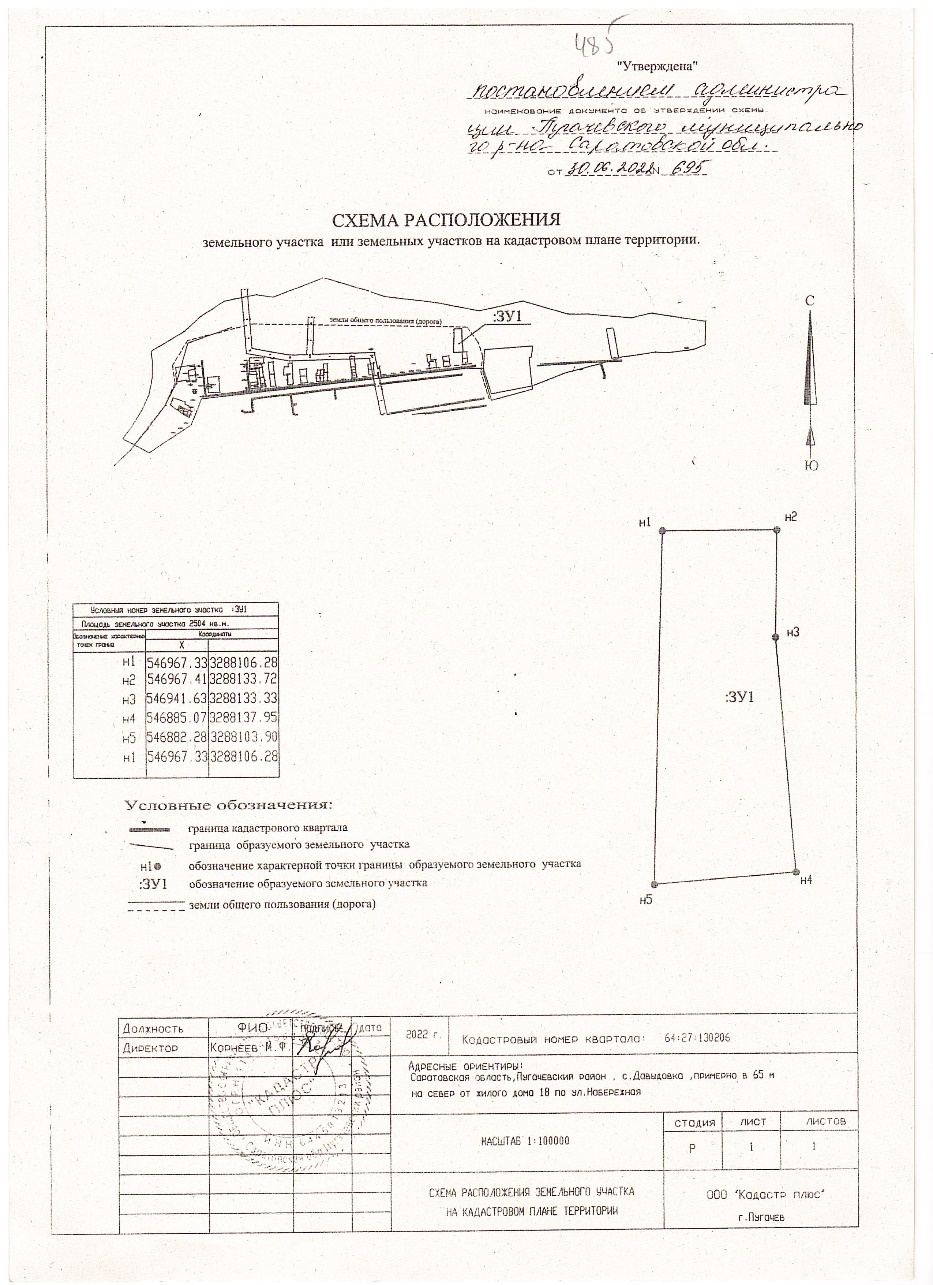 485
"Утверждена"
постановлением администра
НАИМЕНОВАНИЕ ДОКУМЕНТА ОБ УТВЕРЖДЕНИИ СХЕМЫ
ции Пугачевского муниципально
го р-на Саратовской обл.
от 30.06.2022 N 695
СХЕМА РАСПОЛОЖЕНИЯ
земельного участка или земельных участков на кадастровом плане территории.
земли общего пользования (дорога)
:ЗУ1
С
Ю
н1
н2
н3
:ЗУ1
н4
н5
Условный номер земельного участка :ЗУ1
Площадь земельного участка 2504 кв.м.
Обозначение характерных точек границ
Координаты
X
н1 546967.33 3288106.28
н2 546967.41 3288133.72
н3 546941.63 3288133.33
н4 546885.07 3288137.95
н5 546882.28 3288103.90
н1 546967.33 3288106.28
Условные обозначения:
граница кадастрового квартала
граница образуемого земельного участка
н1 обозначение характерной точки границы образуемого земельного участка
:ЗУ1 обозначение образуемого земельного участка
земли общего пользования (дорога)
Должность ФИО подпись дата
Директор Корнеев М.Ф.
"КАДАСТР ПЛЮС"
2022 г.
Кадастровый номер квартала: 64:27:130206
Адресные ориентиры:
Саратовская область,Пугачевский район , с.Давыдовка ,примерно в 65 м
на север от жилого дома 18 по ул.Набережная
МАСШТАБ 1:100000
СТАДИЯ ЛИСТ ЛИСТОВ
Р 1 1
СХЕМА РАСПОЛОЖЕНИЯ ЗЕМЕЛЬНОГО УЧАСТКА
НА КАДАСТРОВОМ ПЛАНЕ ТЕРРИТОРИИ
ООО "Кадастр плюс"
г.Пугачев